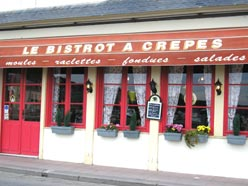 LE BISTROT A CREPES
moules - raclettes - fondues - salades